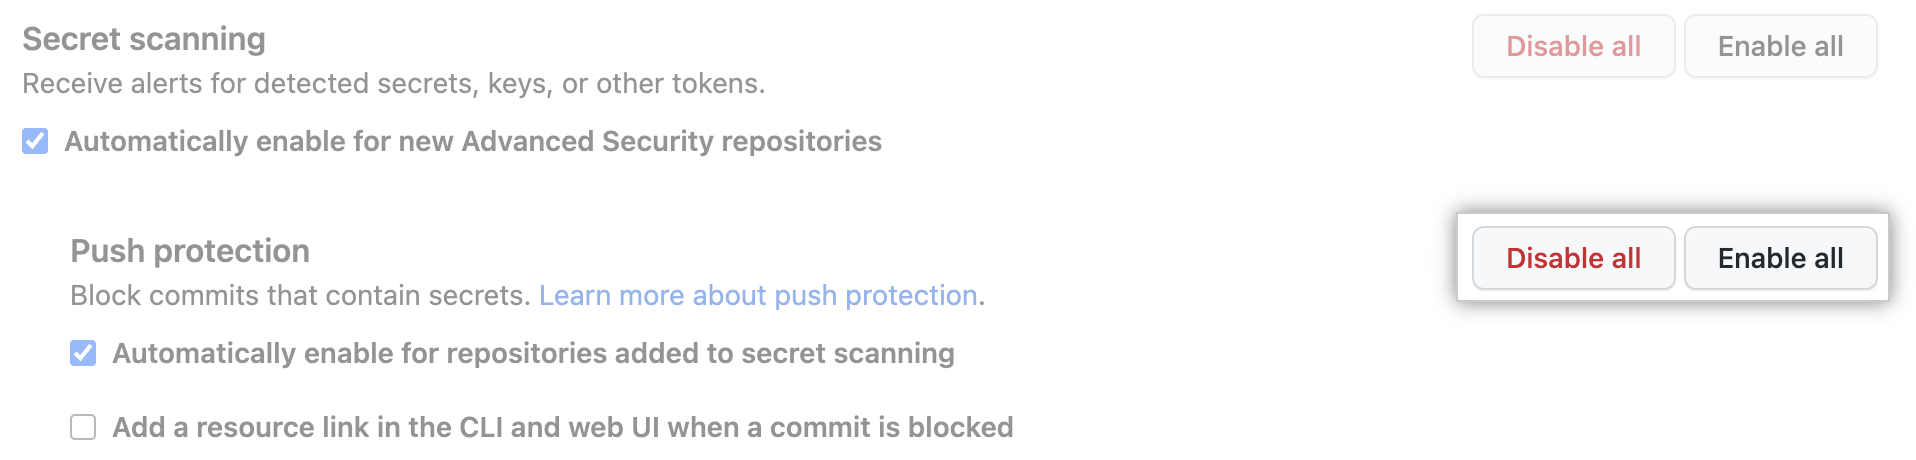 Secret scanning
Disable all
Enable all
Receive alerts for detected secrets, keys, or other tokens.
Automatically enable for new Advanced Security repositories
Push protection
Disable all
Enable all
Block commits that contain secrets. Learn more about push protection.
Automatically enable for repositories added to secret scanning
Add a resource link in the CLI and web UI when a commit is blocked